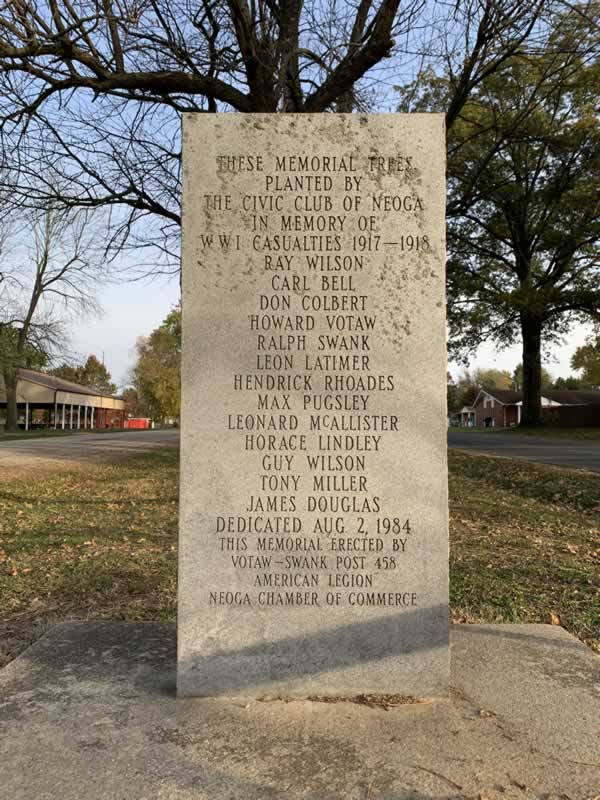 THESE MEMORIAL TREES
PLANTED BY
THE CIVIC CLUB OF NEOGA
IN MEMORY OF
WWI CASUALTIES 1917—1918
RAY WILSON
CARL BELL
DON COLBERT
HOWARD VOTAW
RALPH SWANK
LEON LATIMER
HENDRICK RHOADES
MAX PUGSLEY
LEONARD MCALLISTER
HORACE LINDLEY
GUY WILSON
TONY MILLER
JAMES DOUGLAS
DEDICATED AUG 2, 1984
THIS MEMORIAL ERECTED BY
VOTAW—SWANK POST 458
AMERICAN LEGION
NEOGA CHAMBER OF COMMERCE